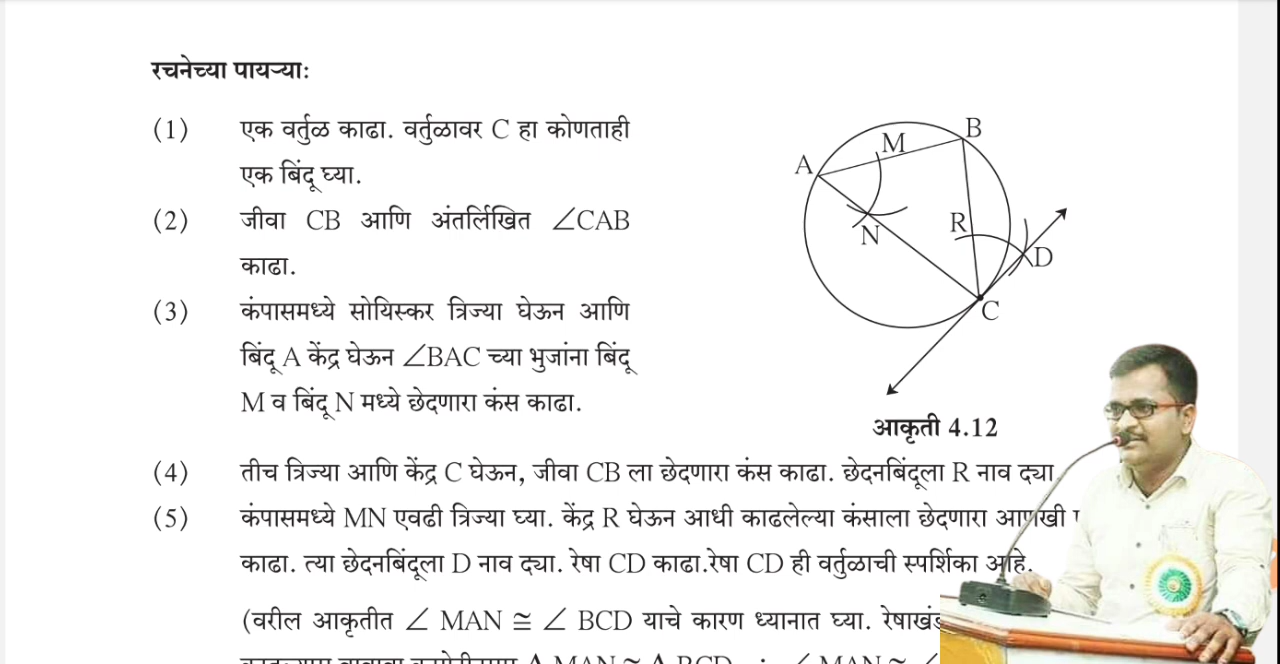 रचनेच्या पायऱ्या:
(1) एक वर्तुळ काढा. वर्तुळावर C हा कोणताही
एक बिंदू घ्या.
(2) जीवा CB आणि अंतर्लिखित ∠CAB
काढा.
(3) कंपासमध्ये सोयिस्कर त्रिज्या घेऊन आणि
बिंदू A केंद्र घेऊन ∠BAC च्या भुजांना बिंदू
M व बिंदू N मध्ये छेदणारा कंस काढा.
A
M
B
N
R
D
C
आकृती 4.12
(4) तीच त्रिज्या आणि केंद्र C घेऊन, जीवा CB ला छेदणारा कंस काढा. छेदनबिंदूला R नाव द्या
(5) कंपासमध्ये MN एवढी त्रिज्या घ्या. केंद्र R घेऊन आधी काढलेल्या कंसाला छेदणारा आणखी
काढा. त्या छेदनबिंदूला D नाव द्या. रेषा CD काढा.रेषा CD ही वर्तुळाची स्पर्शिका आहे.
(वरील आकृतीत ∠ MAN ≅ ∠ BCD याचे कारण ध्यानात घ्या.